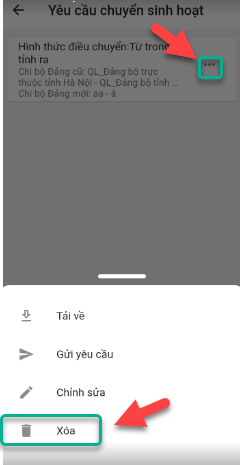 Yêu cầu chuyển sinh hoạt
Hình thức điều chuyển:Từ trong
tỉnh ra
Chi bộ Đảng cũ: QL_Đảng bộ trực
thuộc tỉnh Hà Nội - QL_Đảng bộ tỉnh ...
Chi bộ Đảng mới: aa - â
Tải về
Gửi yêu cầu
Chỉnh sửa
Xóa